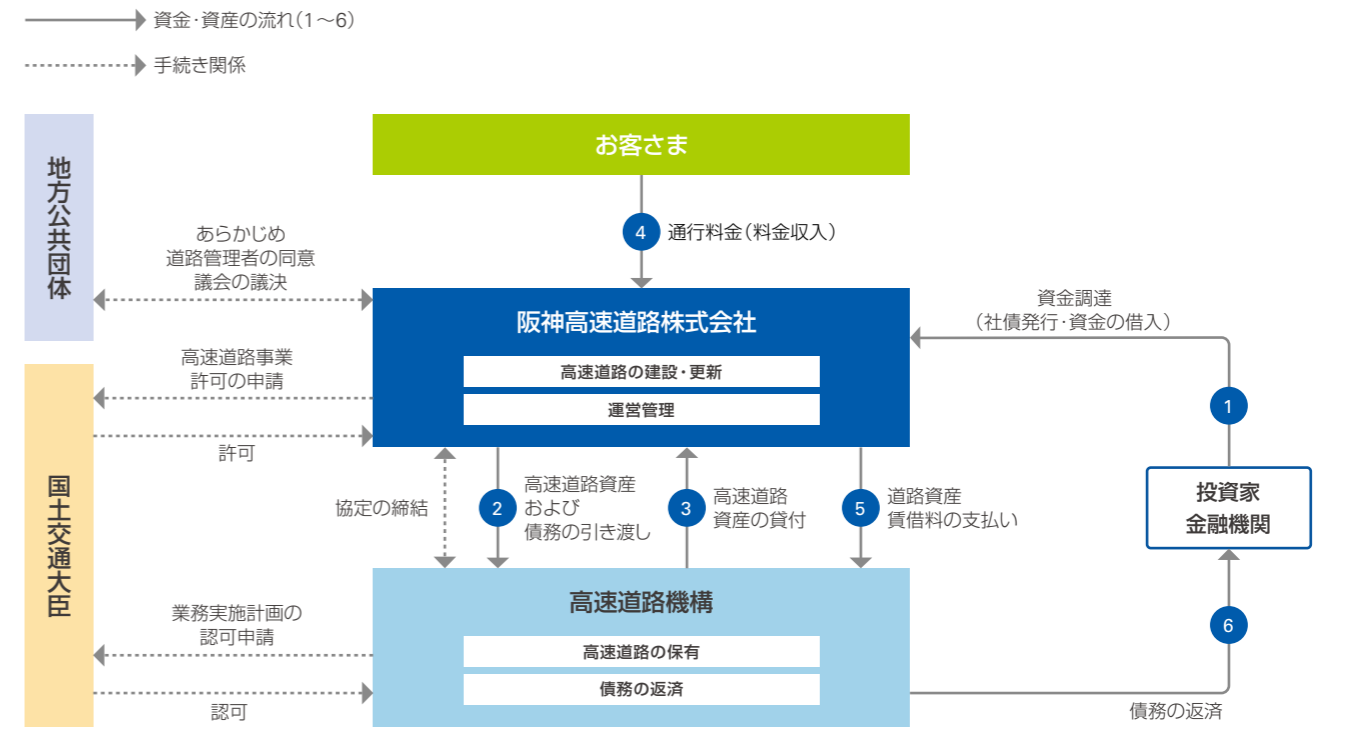 資金・資産の流れ(1〜6)
手続き関係
地方公共団体
お客さま
4
通行料金(料金収入)
あらかじめ
道路管理者の同意
議会の議決
阪神高速道路株式会社
高速道路の建設・更新
運営管理
資金調達
(社債発行・資金の借入)
1
高速道路事業
許可の申請
許可
国土交通大臣
協定の締結
2
高速道路資産
および
債務の引き渡し
3
高速道路
資産の貸付
5
道路資産
賃借料の支払い
投資家
金融機関
高速道路機構
高速道路の保有
債務の返済
業務実施計画の
認可申請
認可
6
債務の返済